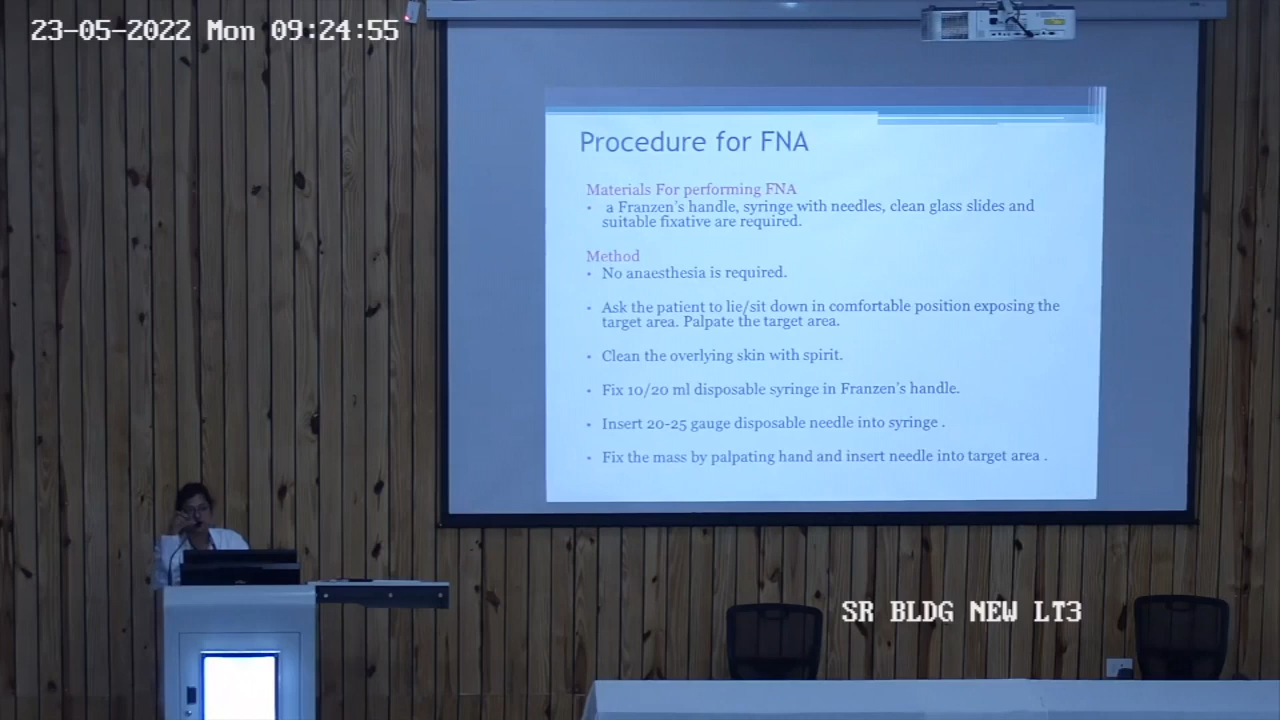 23-05-2022 Mon 09:24:55
Procedure for FNA
Materials For performing FNA
• a Franzen's handle, syringe with needles, clean glass slides and
suitable fixative are required.
Method
• No anaesthesia is required.
• Ask the patient to lie/sit down in comfortable position exposing the
target area. Palpate the target area.
• Clean the overlying skin with spirit.
• Fix 10/20 ml disposable syringe in Franzen's handle.
• Insert 20-25 gauge disposable needle into syringe .
• Fix the mass by palpating hand and insert needle into target area .
SR BLDG NEW LT3